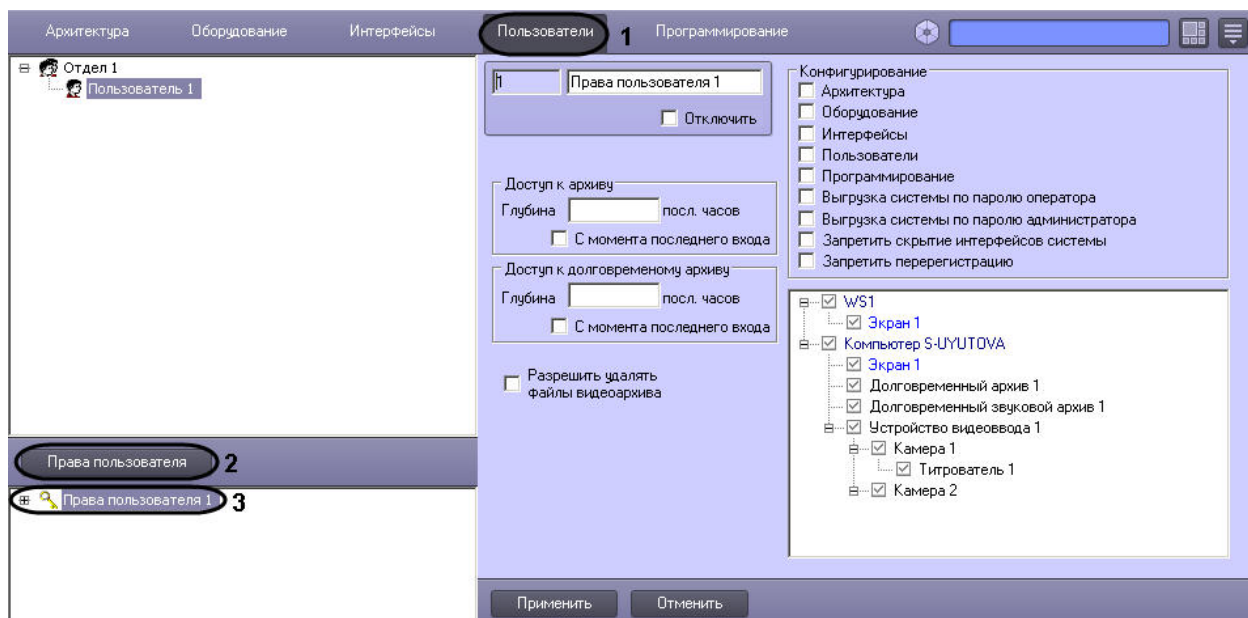 Архитектура Оборудование Интерфейсы Пользователи 1 Программирование
Отдел 1
Пользователь 1
1 Права пользователя 1
Отключить
Доступ к архиву
Глубина посл. часов
С момента последнего входа
Доступ к долговременому архиву
Глубина посл. часов
С момента последнего входа
Разрешить удалять
файлы видеоархива
Конфигурирование
Архитектура
Оборудование
Интерфейсы
Пользователи
Программирование
Выгрузка системы по паролю оператора
Выгрузка системы по паролю администратора
Запретить скрытие интерфейсов системы
Запретить перерегистрацию
WS1
Экран 1
Компьютер S-UYUTOVA
Экран 1
Долговременный архив 1
Долговременный звуковой архив 1
Устройство видеоввода 1
Камера 1
Титрователь 1
Камера 2
Права пользователя 2
Права пользователя 1 3
Применить Отменить